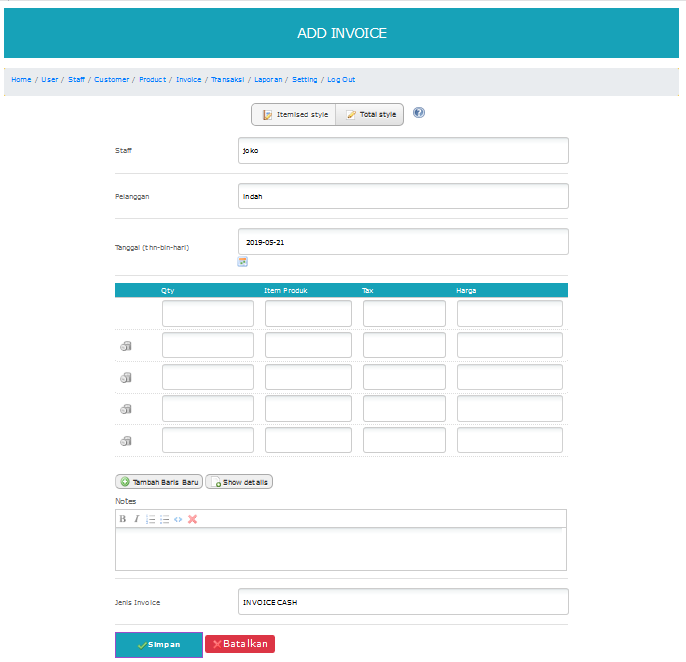 ADD INVOICE
Home / User / Staff / Customer / Product / Invoice / Transaksi / Laporan / Setting / Log Out
Itemised style Total style
Staff joko
Pelanggan indah
Tanggal (thn-bln-hari) 2019-05-21
Qty Item Produk Tax Harga
Tambah Baris Baru Show details
Notes
B I
Jenis Invoice INVOICE CASH
Simpan Batalkan